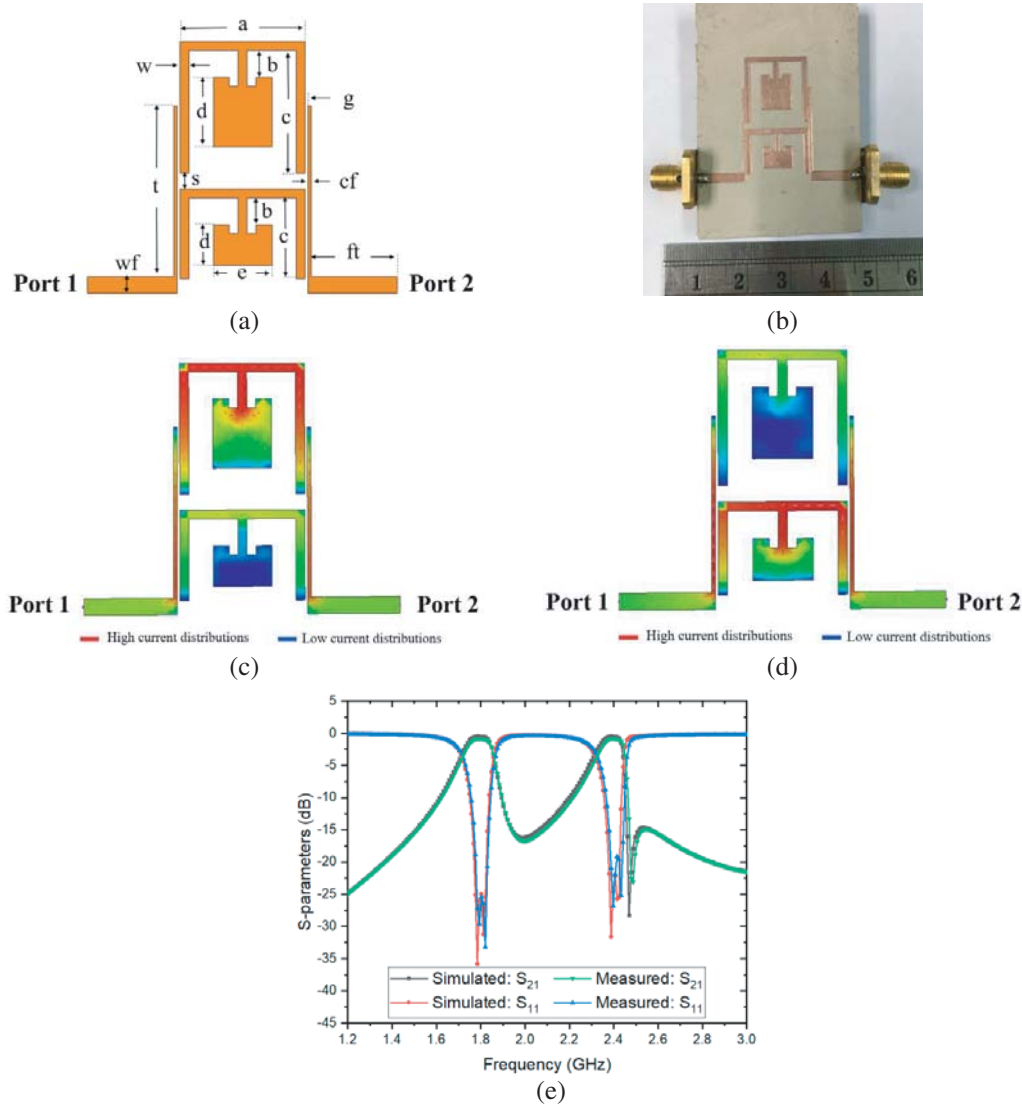 a
w
b
g
d
c
t
s
cf
b
d
c
ft
wf
e
Port 1
Port 2
(a)
1 2 3 4 5 6
(b)
Port 1
Port 2
High current distributions
Low current distributions
(c)
Port 1
Port 2
High current distributions
Low current distributions
(d)
5
0
-5
-10
-15
-20
-25
-30
-35
-40
-45
S-parameters (dB)
Simulated: S21 Measured: S21
Simulated: S11 Measured: S11
1.2 1.4 1.6 1.8 2.0 2.2 2.4 2.6 2.8 3.0
Frequency (GHz)
(e)